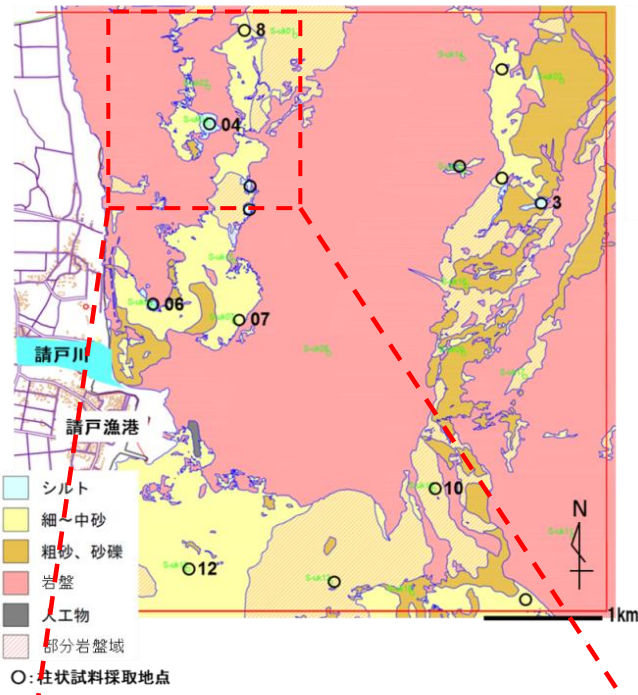 8
04
3
06
07
請戸川
請戸漁港
10
12
N
シルト
細～中砂
粗砂、砂礫
岩盤
人工物
部分岩盤域
1km
○:柱状試料採取地点